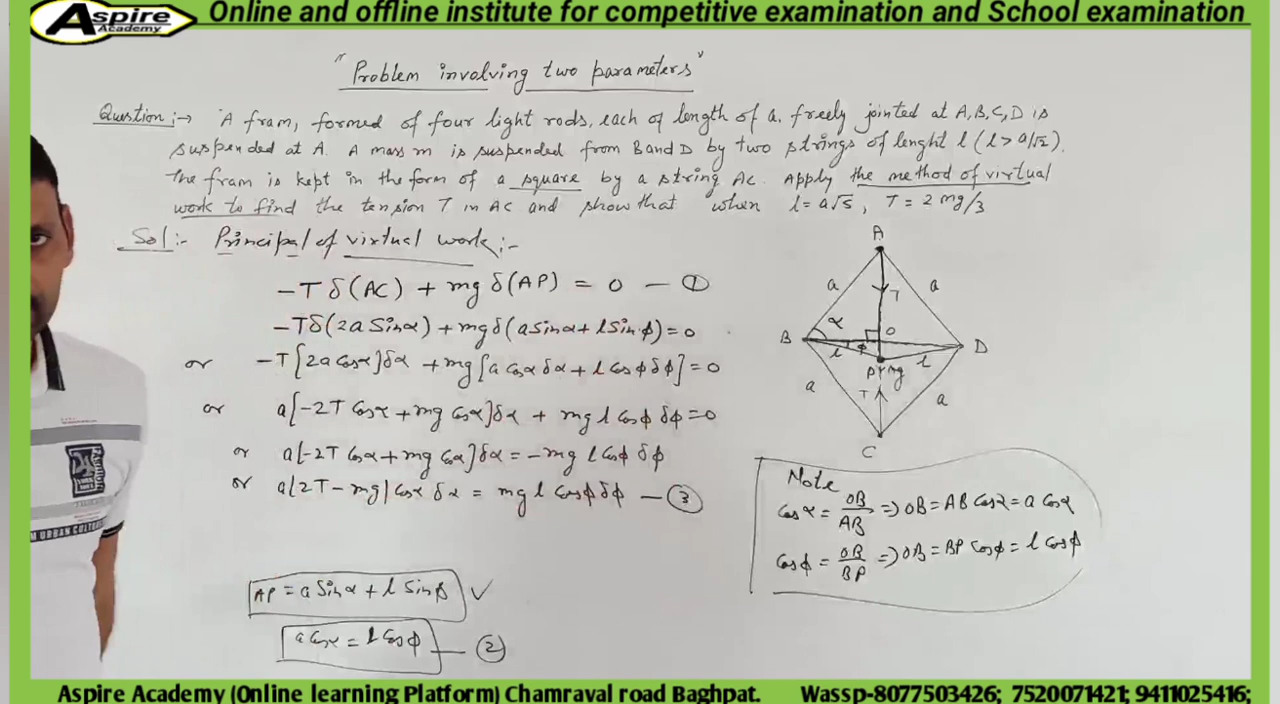 Aspire Academy
Online and offline institute for competitive examination and School examination
"Problem involving two parameters"
Question :→ A fram, formed of four light rods, each of length of a. freely jointed at A, B, C, D is
suspended at A. A mass m is suspended from B and D by two strings of lenght l (l > a/√2).
The fram is kept in the form of a square by a string AC. Apply the method of virtual
work to find the tension T in AC and show that when l = a√5, T = 2mg/3
Sol :- Principal of virtual work :-
-Tδ(AC) + mgδ(AP) = 0 — ①
-Tδ(2a Sinα) + mgδ(a Sinα + l Sinϕ) = 0
or -T[2a Cosα]δα + mg[a Cosα δα + l Cosϕ δϕ] = 0
or a[-2T Cosα + mg Cosα]δα + mg l Cosϕ δϕ = 0
or a[-2T Cosα + mg Cosα]δα = -mg l Cosϕ δϕ
or a[2T - mg] Cosα δα = mg l Cosϕ δϕ — ③
AP = a Sinα + l Sinϕ ✓
a Cosα = l Cosϕ — ②
A
a a
T
α
B O D
l ϕ l
P mg
a T a
C
Note
Cosα = OB/AB ⇒ OB = AB Cosα = a Cosα
Cosϕ = OB/BP ⇒ OB = BP Cosϕ = l Cosϕ
M URBAN CULTUR
Aspire Academy (Online learning Platform) Chamraval road Baghpat. Wassp-8077503426; 7520071421; 9411025416;